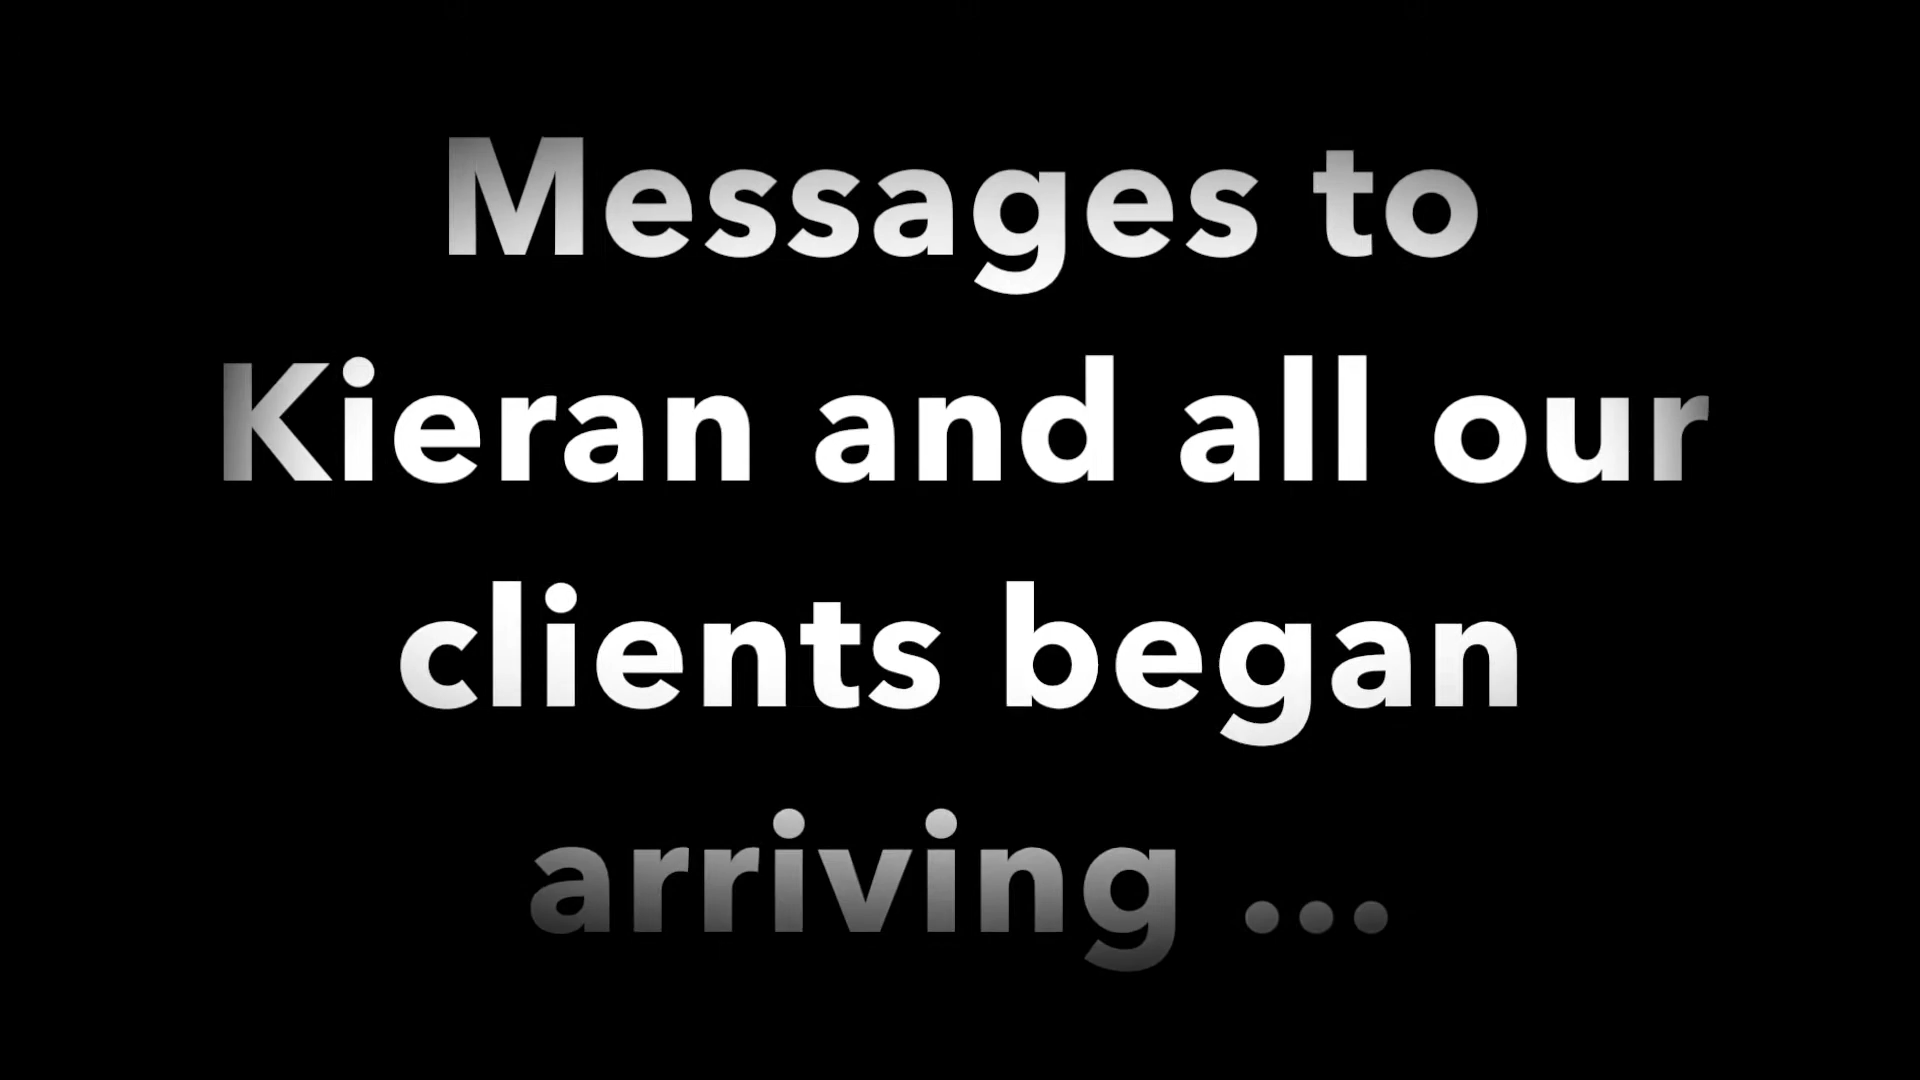 Messages to
Kieran and all our
clients began
arriving ...